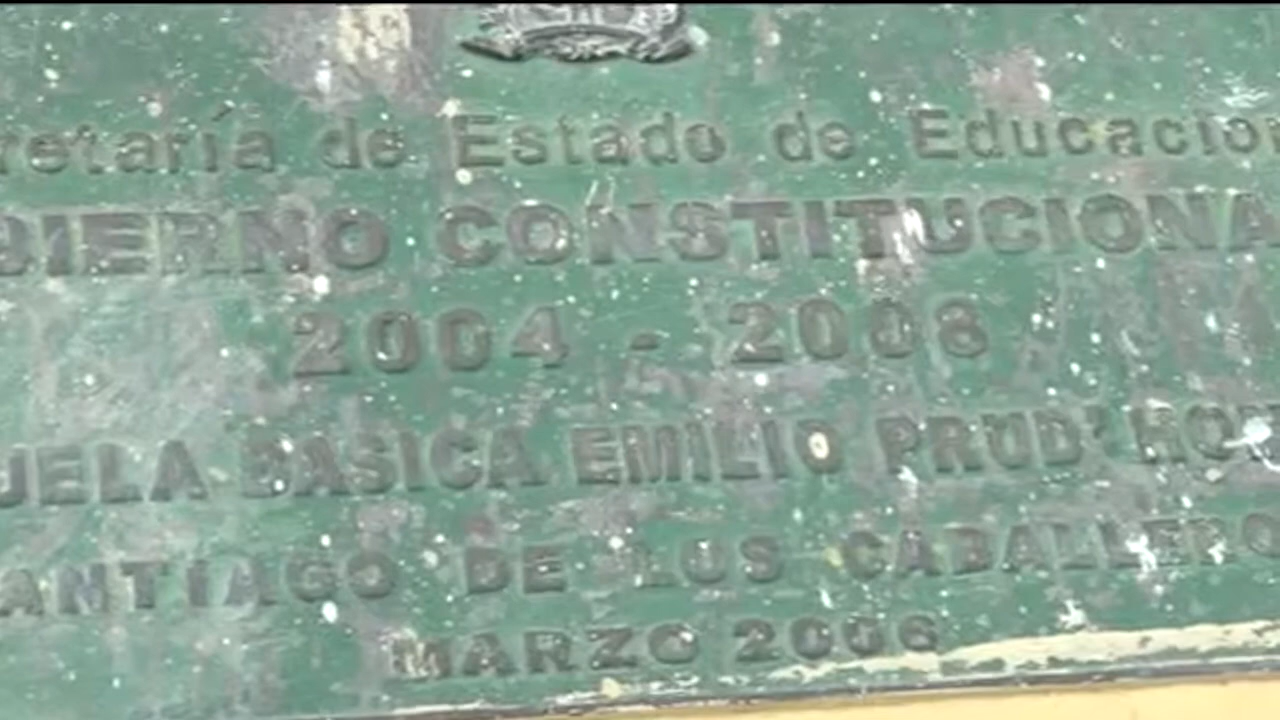 retaría de Estado de Educacion
BIERNO CONSTITUCIONA
2004 - 2008
UELA BASICA EMILIO PRUD'HOM
ANTIAGO DE LOS CABALLERO
MARZO 2006